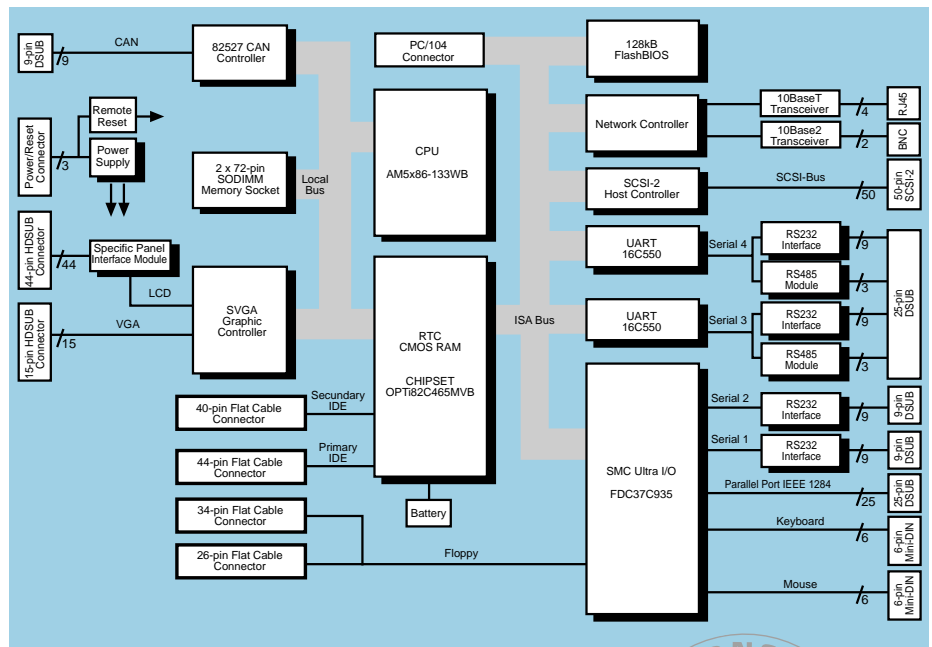 9-pin
DSUB
9
CAN
82527 CAN
Controller
PC/104
Connector
128kB
FlashBIOS
Power/Reset
Connector
3
Remote
Reset
Power
Supply
2 x 72-pin
SODIMM
Memory Socket
Local
Bus
CPU
AM5x86-133WB
Network Controller
10BaseT
Transceiver
4
RJ45
10Base2
Transceiver
2
BNC
SCSI-2
Host Controller
SCSI-Bus
50
50-pin
SCSI-2
44-pin HDSUB
Connector
44
Specific Panel
Interface Module
LCD
15-pin HDSUB
Connector
15
VGA
SVGA
Graphic
Controller
RTC
CMOS RAM
CHIPSET
OPTi82C465MVB
ISA Bus
UART
16C550
Serial 4
RS232
Interface
9
RS485
Module
3
UART
16C550
Serial 3
RS232
Interface
9
RS485
Module
3
25-pin
DSUB
40-pin Flat Cable
Connector
Secundary
IDE
44-pin Flat Cable
Connector
Primary
IDE
34-pin Flat Cable
Connector
26-pin Flat Cable
Connector
Battery
Floppy
SMC Ultra I/O
FDC37C935
Serial 2
RS232
Interface
9
9-pin
DSUB
Serial 1
RS232
Interface
9
9-pin
DSUB
Parallel Port IEEE 1284
25
25-pin
DSUB
Keyboard
6
6-pin
Mini-DIN
Mouse
6
6-pin
Mini-DIN